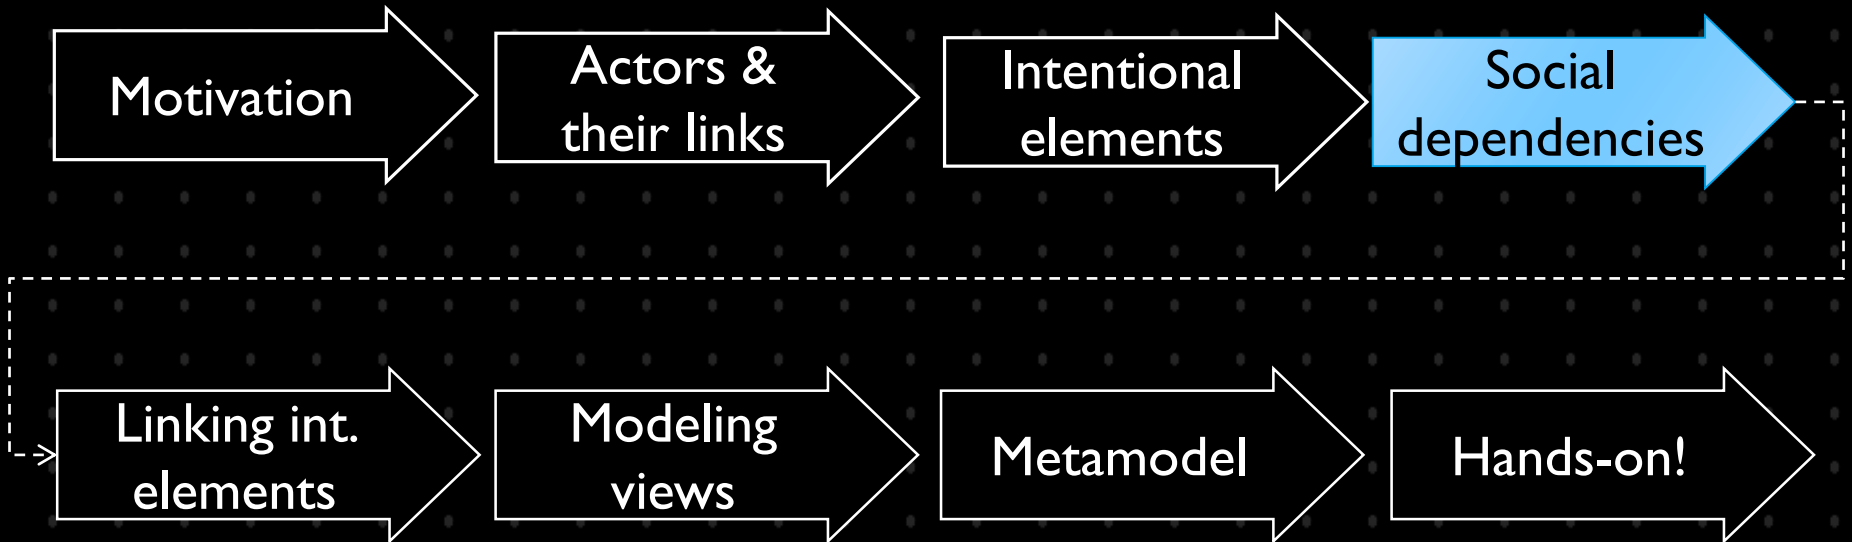 Motivation
Actors &
their links
Intentional
elements
Social
dependencies
Linking int.
elements
Modeling
views
Metamodel
Hands-on!